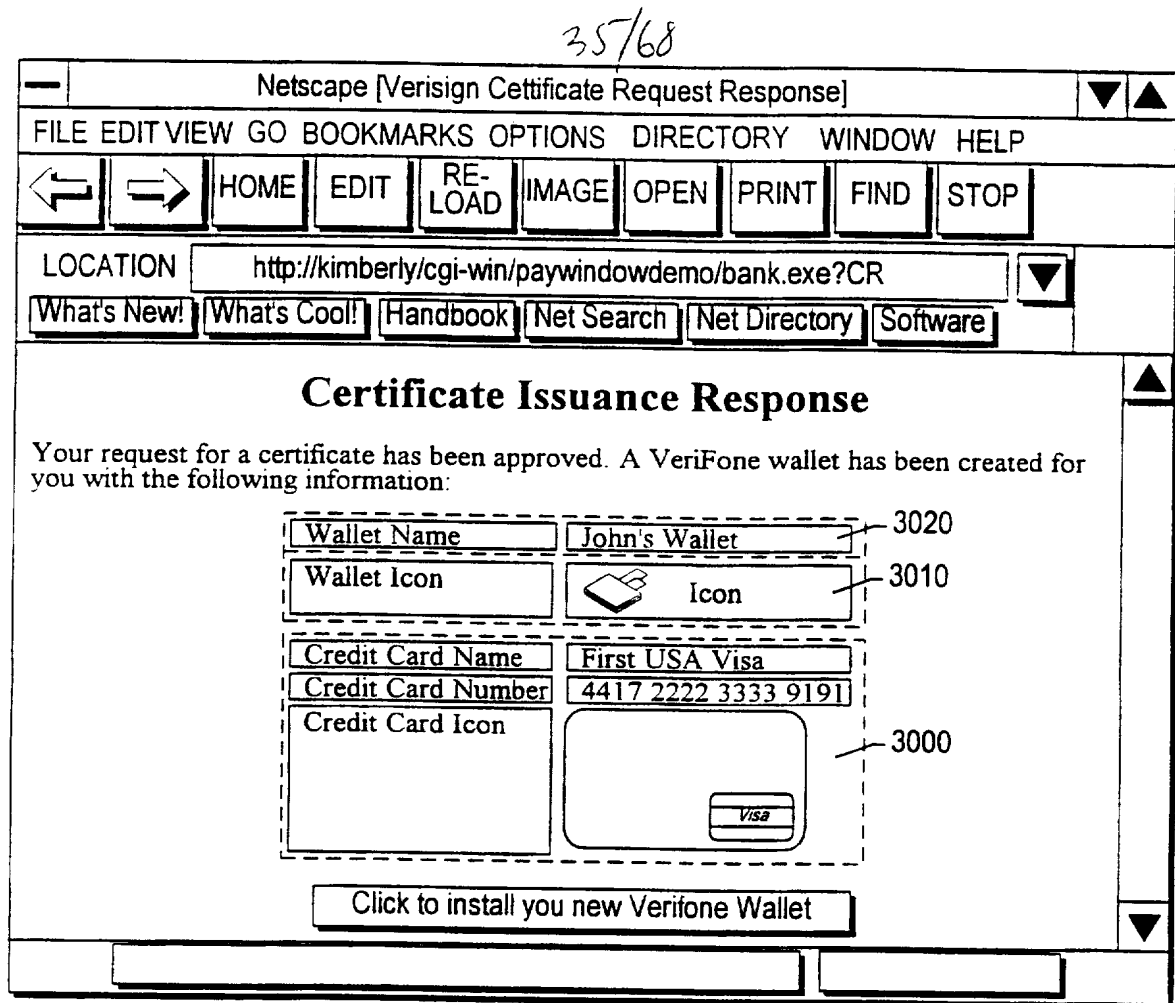 35/68
Netscape [Verisign Cettificate Request Response]
FILE EDIT VIEW GO BOOKMARKS OPTIONS DIRECTORY WINDOW HELP
HOME EDIT RE-LOAD IMAGE OPEN PRINT FIND STOP
LOCATION http://kimberly/cgi-win/paywindowdemo/bank.exe?CR
What's New! What's Cool! Handbook Net Search Net Directory Software
Certificate Issuance Response
Your request for a certificate has been approved. A VeriFone wallet has been created for
you with the following information:
Wallet Name John's Wallet 3020
Wallet Icon Icon 3010
Credit Card Name First USA Visa
Credit Card Number 4417 2222 3333 9191
Credit Card Icon 3000
Visa
Click to install you new Verifone Wallet